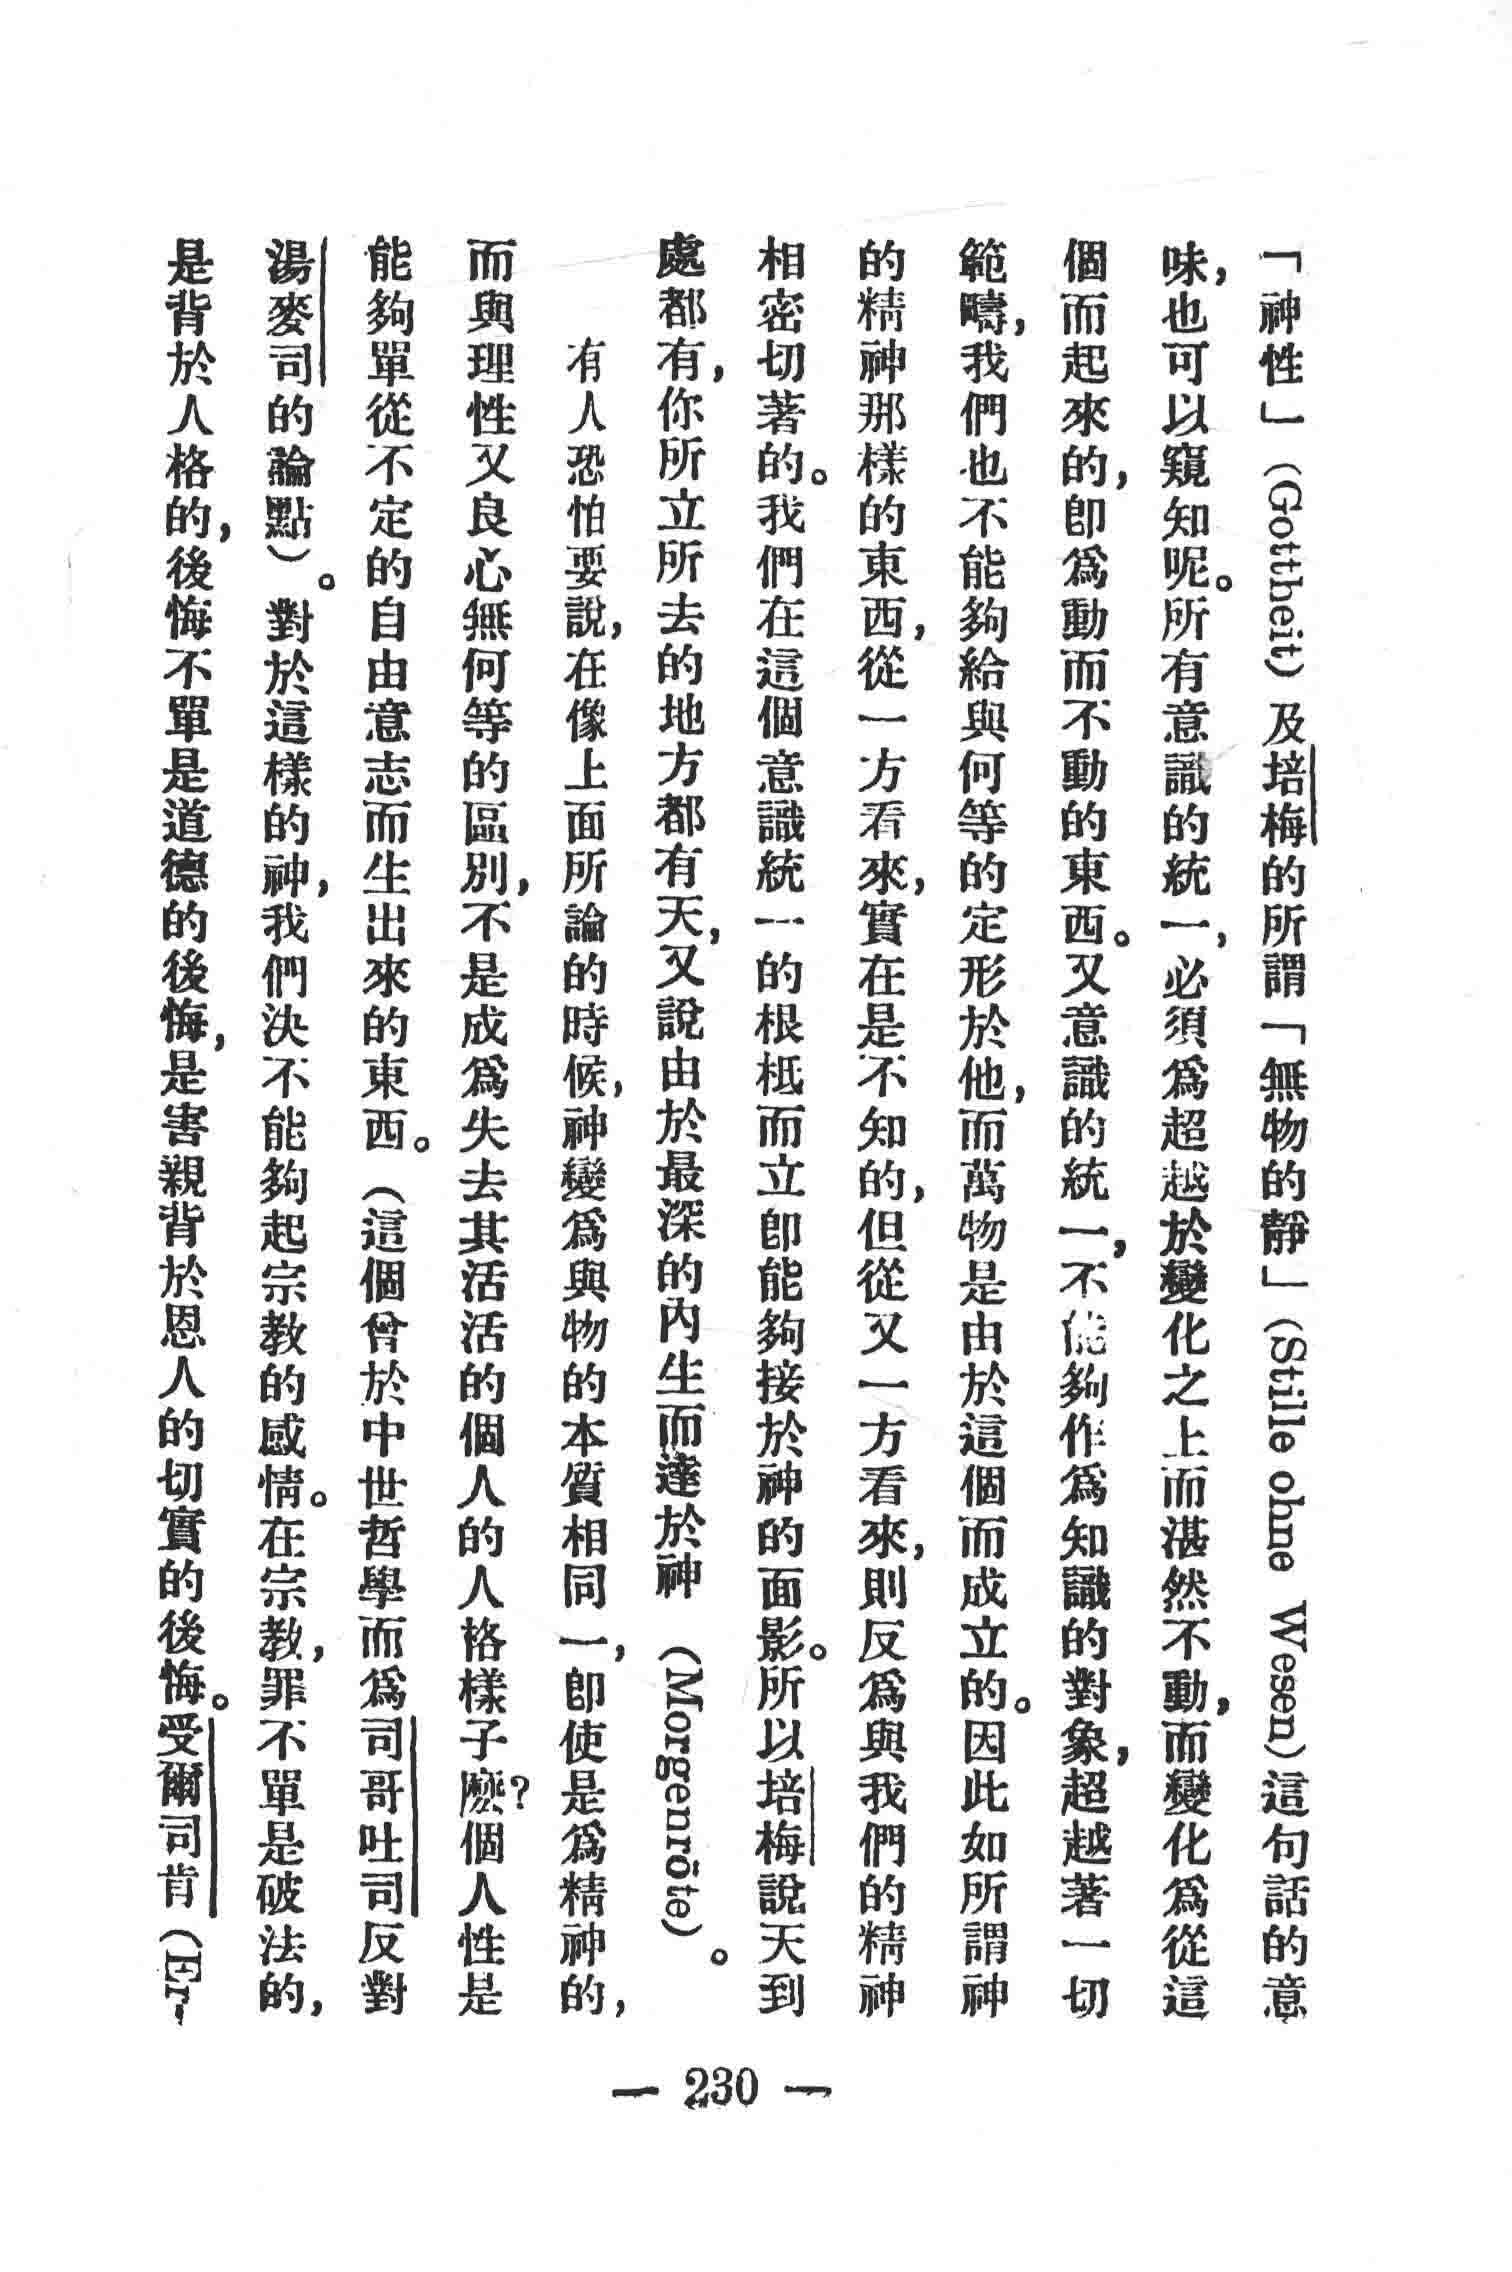 「神性」(Gottheit)及培梅的所謂「無物的靜」(Stille ohne Wesen)這句話的意
味，也可以窺知呢。所有意識的統一，必須爲超越於變化之上而湛然不動，而變化爲從這
個而起來的，卽爲動而不動的東西。又意識的統一，不能夠作爲知識的對象，超越著一切
範疇，我們也不能夠給與何等的定形於他，而萬物是由於這個而成立的。因此如所謂神
的精神那樣的東西，從一方看來，實在是不知的，但從又一方看來，則反爲與我們的精神
相密切著的。我們在這個意識統一的根柢而立卽能夠接於神的面影。所以培梅說天到
處都有，你所立所去的地方都有天，又說由於最深的內生而達於神 (Morgenröte)。
有人恐怕要說，在像上面所論的時候，神變爲與物的本質相同一，卽使是爲精神的，
而與理性又良心無何等的區別，不是成爲失去其活活的個人的人格樣子麽？個人性是
能夠單從不定的自由意志而生出來的東西。(這個曾於中世哲學而爲司哥吐司反對
湯麥司的論點)。對於這樣的神，我們決不能夠起宗教的感情。在宗教，罪不單是破法的，
是背於人格的，後悔不單是道德的後悔，是害親背於恩人的切實的後悔。受爾司肯(Er-
— 230 —